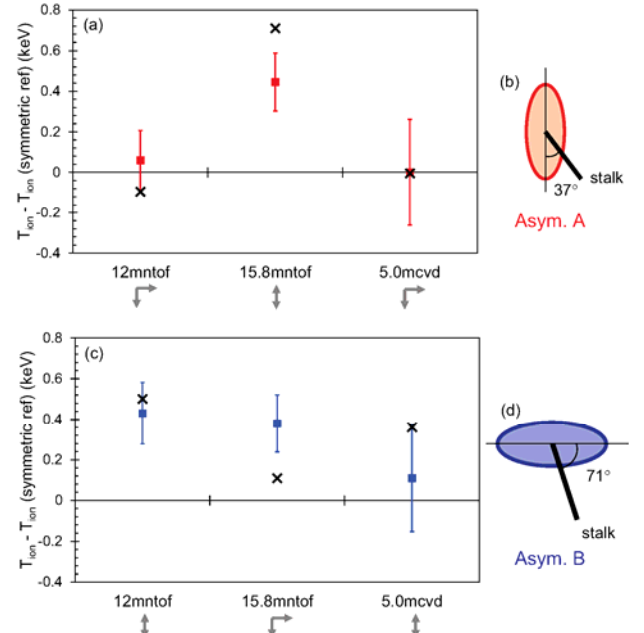 (a)
T_ion - T_ion (symmetric ref) (keV)
0.8
0.6
0.4
0.2
0
-0.2
-0.4
12mntof 15.8mntof 5.0mcvd
(b)
stalk
37°
Asym. A
(c)
T_ion - T_ion (symmetric ref) (keV)
0.8
0.6
0.4
0.2
0
-0.2
-0.4
12mntof 15.8mntof 5.0mcvd
(d)
71°
stalk
Asym. B